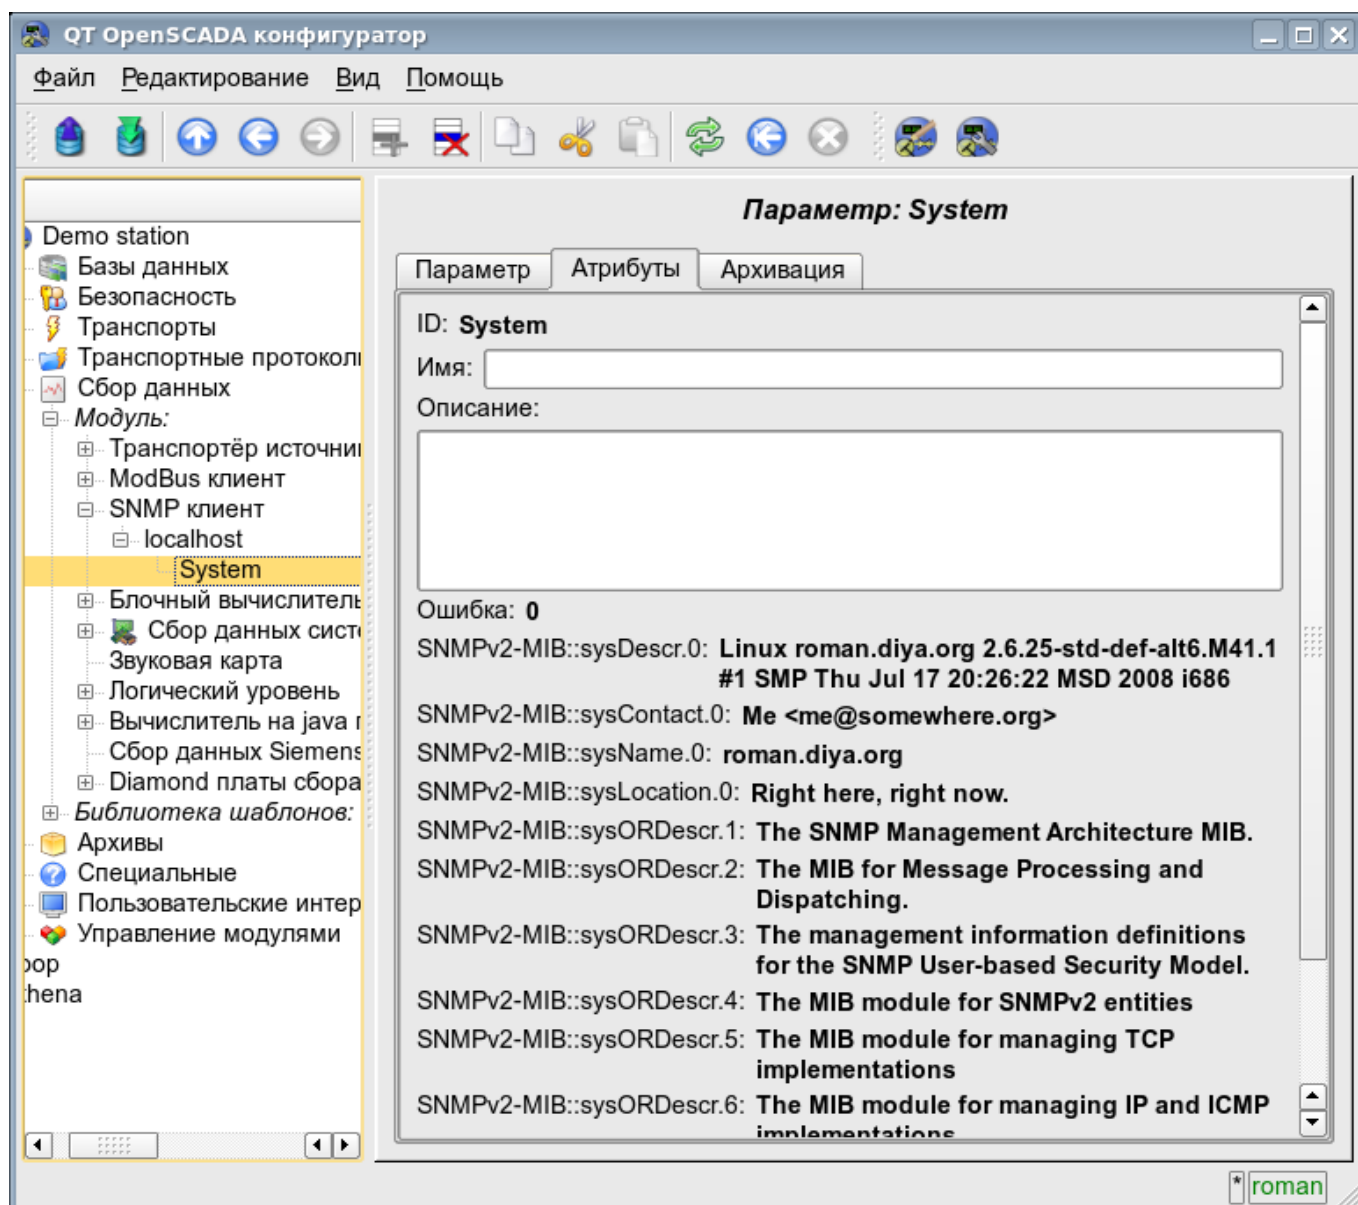 QT OpenSCADA конфигуратор
Файл Редактирование Вид Помощь
Demo station
Базы данных
Безопасность
Транспорты
Транспортные
Сбор данных
Модуль:
Транспортёр
ModBus клиент
SNMP клиент
localhost
System
Блочный
Сбор данных
Звуковая карта
Логический уровень
Вычислитель на java
Сбор данных Siemens
Diamond платы сбора
Библиотека шаблонов:
Архивы
Специальные
Пользовательские
Управление модулями
Параметр: System
Параметр Атрибуты Архивация
ID: System
Имя:
Описание:
Ошибка: 0
SNMPv2-MIB::sysDescr.0: Linux roman.diya.org 2.6.25-std-def-alt6.M41.1
#1 SMP Thu Jul 17 20:26:22 MSD 2008 i686
SNMPv2-MIB::sysContact.0: Me <me@somewhere.org>
SNMPv2-MIB::sysName.0: roman.diya.org
SNMPv2-MIB::sysLocation.0: Right here, right now.
SNMPv2-MIB::sysORDescr.1: The SNMP Management Architecture MIB.
SNMPv2-MIB::sysORDescr.2: The MIB for Message Processing and
Dispatching.
SNMPv2-MIB::sysORDescr.3: The management information definitions
for the SNMP User-based Security Model.
SNMPv2-MIB::sysORDescr.4: The MIB module for SNMPv2 entities
SNMPv2-MIB::sysORDescr.5: The MIB module for managing TCP
implementations
SNMPv2-MIB::sysORDescr.6: The MIB module for managing IP and ICMP
implementations
* roman